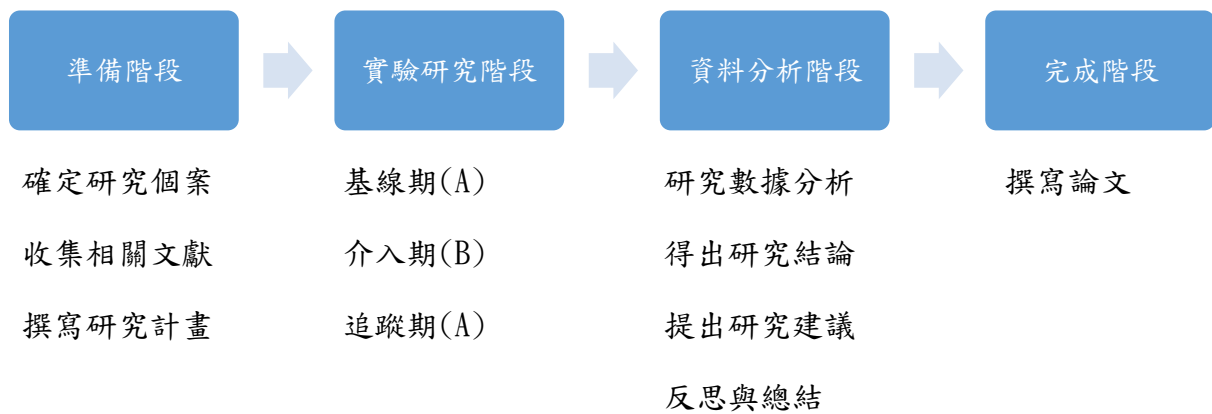 準備階段
實驗研究階段
資料分析階段
完成階段
確定研究個案
收集相關文獻
撰寫研究計畫
基線期(A)
介入期(B)
追蹤期(A)
研究數據分析
得出研究結論
提出研究建議
反思與總結
撰寫論文